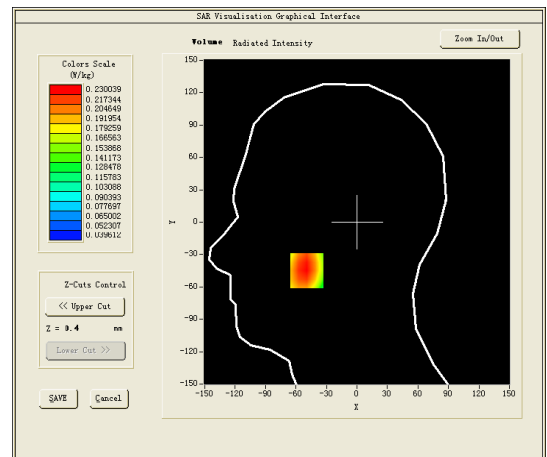 SAR Visualisation Graphical Interface
Volume Radiated Intensity
Zoom In/Out
Colors Scale
(W/kg)
0.230039
0.217344
0.204649
0.191954
0.179259
0.166563
0.153868
0.141173
0.128478
0.115783
0.103088
0.090393
0.077697
0.065002
0.052307
0.039612
Z-Cuts Control
<< Upper Cut
Z = 0.4 mm
Lower Cut >>
SAVE Cancel
150
120
90
60
30
0
-30
-60
-90
-120
-150
Y
-150 -120 -90 -60 -30 0 30 60 90 120 150
X